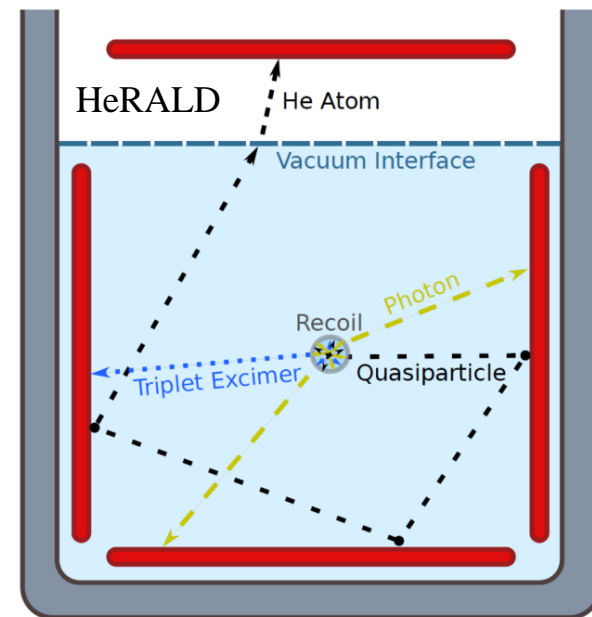 HeRALD
He Atom
Vacuum Interface
Photon
Recoil
Triplet Excimer
Quasiparticle